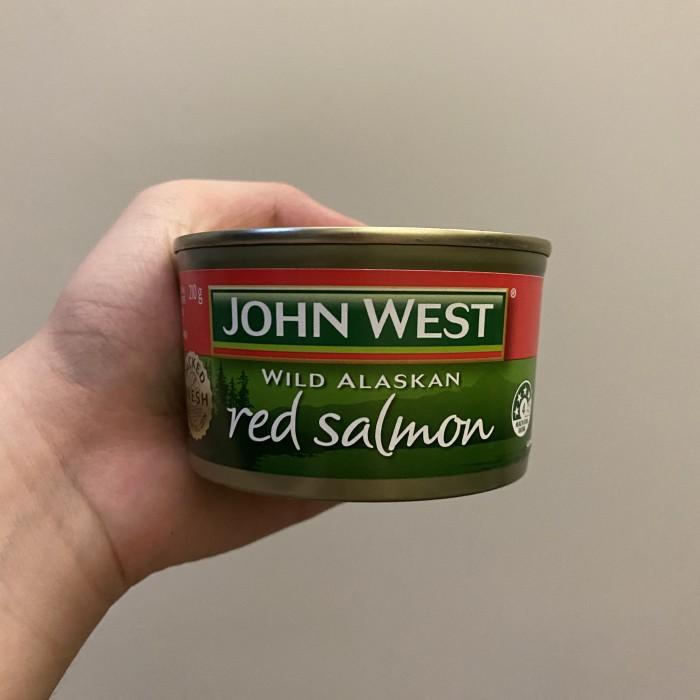 210 g
JOHN WEST®
WILD ALASKAN
red salmon